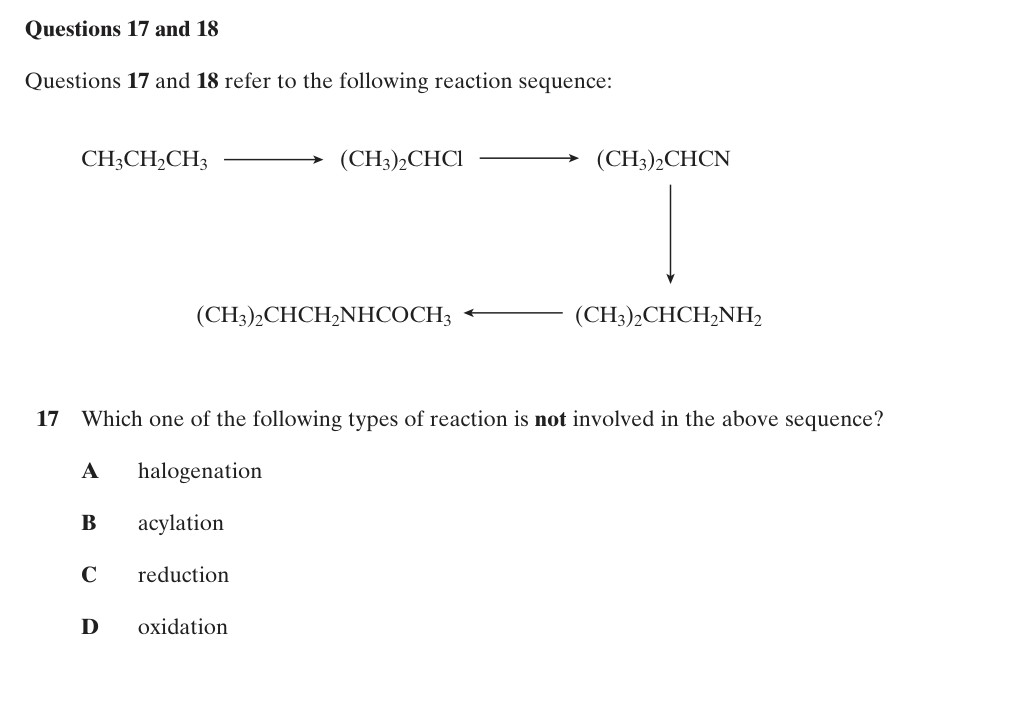 Questions 17 and 18
Questions 17 and 18 refer to the following reaction sequence:
CH₃CH₂CH₃ (CH₃)₂CHCl (CH₃)₂CHCN
(CH₃)₂CHCH₂NHCOCH₃ (CH₃)₂CHCH₂NH₂
17 Which one of the following types of reaction is not involved in the above sequence?
A halogenation
B acylation
C reduction
D oxidation